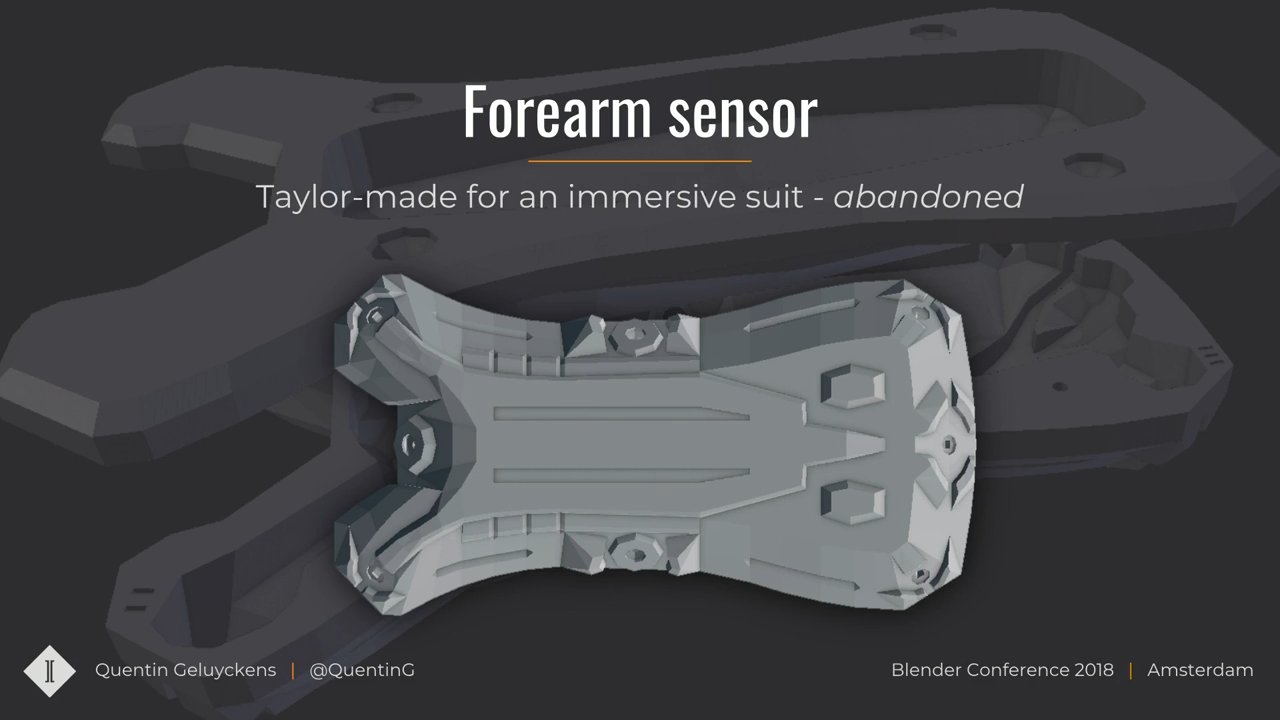 Forearm sensor
Taylor-made for an immersive suit - abandoned
Quentin Geluyckens | @QuentinG
Blender Conference 2018 | Amsterdam